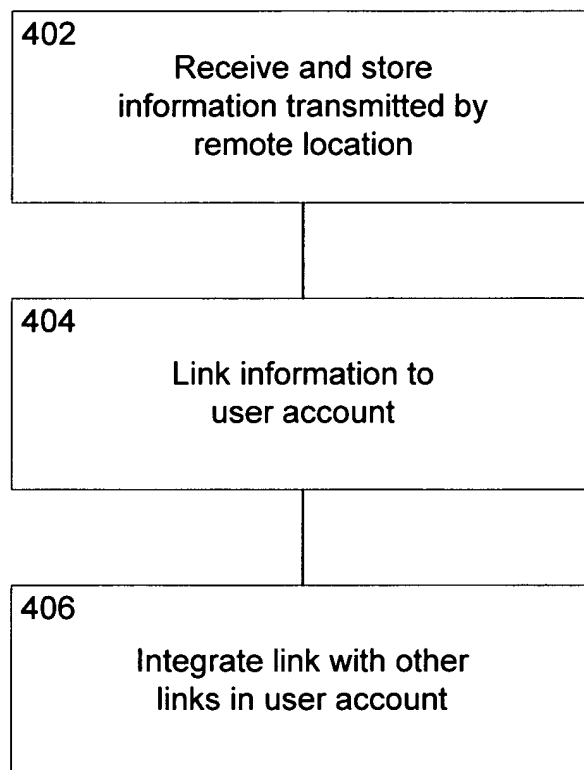 402
Receive and store
information transmitted by
remote location
404
Link information to
user account
406
Integrate link with other
links in user account